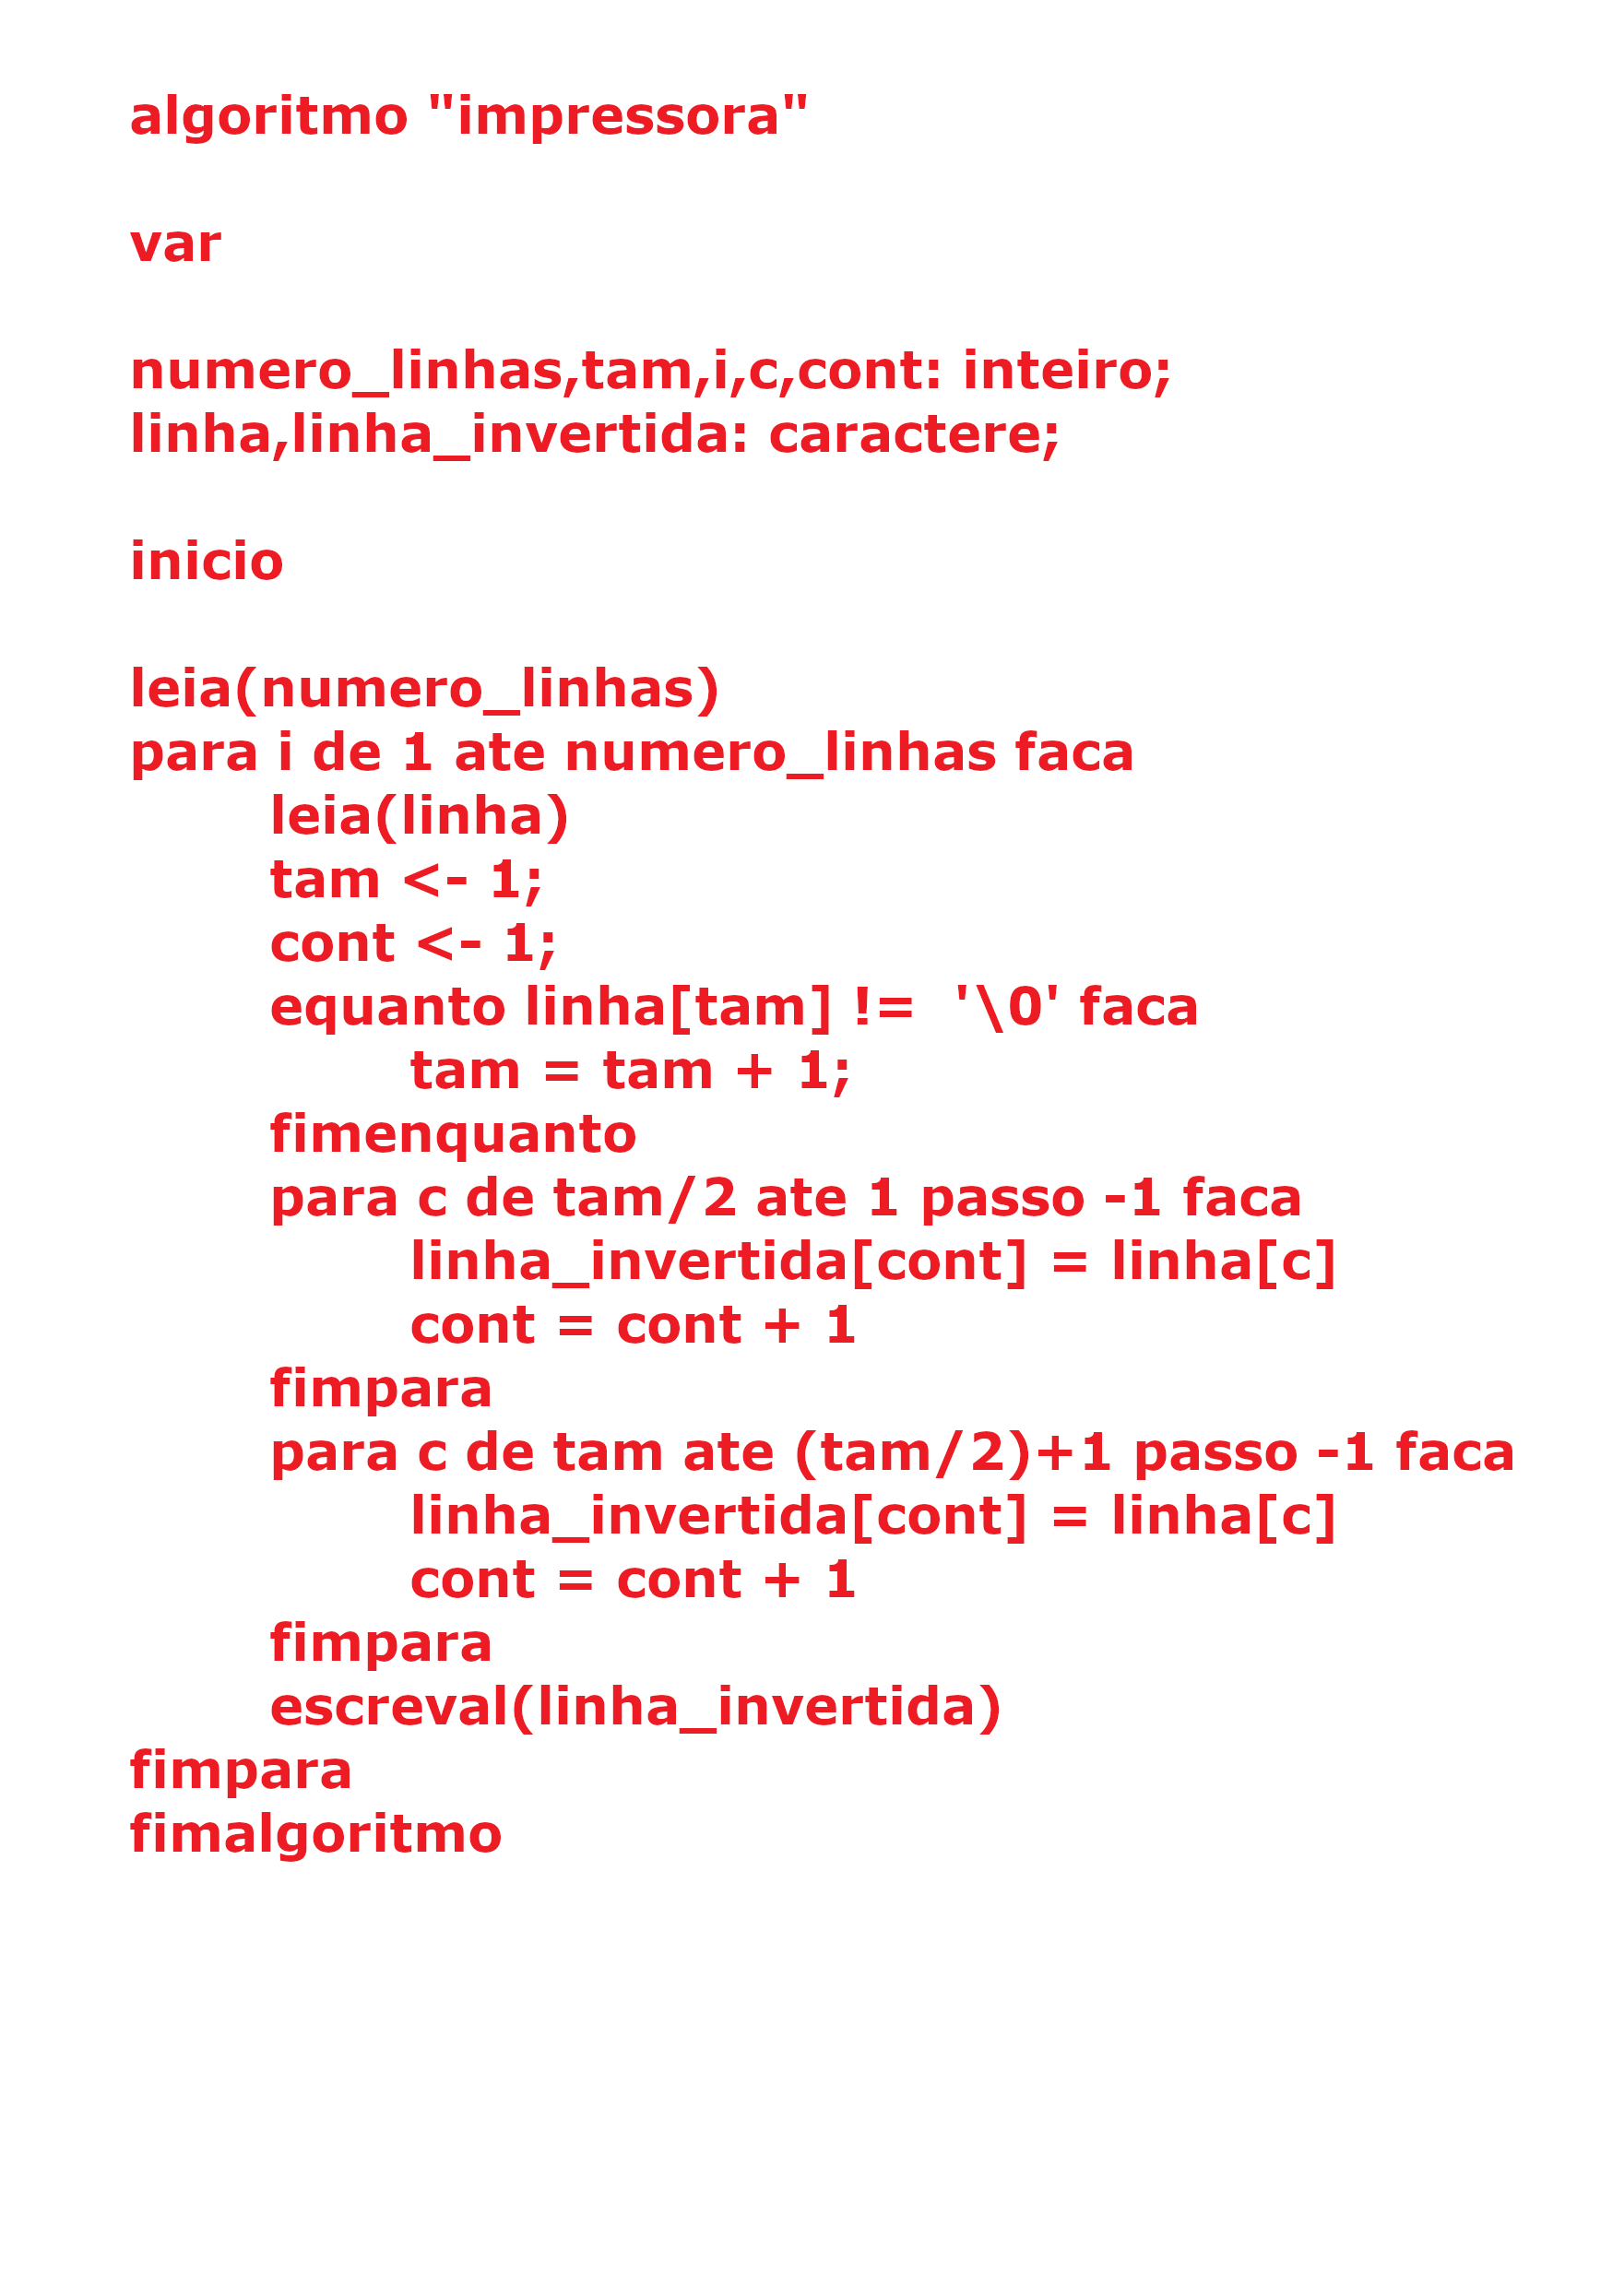 algoritmo "impressora"
var
numero_linhas,tam,i,c,cont: inteiro;
linha,linha_invertida: caractere;
inicio
leia(numero_linhas)
para i de 1 ate numero_linhas faca
leia(linha)
tam <- 1;
cont <- 1;
equanto linha[tam] !=  '\0' faca
tam = tam + 1;
fimenquanto
para c de tam/2 ate 1 passo -1 faca
linha_invertida[cont] = linha[c]
cont = cont + 1
fimpara
para c de tam ate (tam/2)+1 passo -1 faca
linha_invertida[cont] = linha[c]
cont = cont + 1
fimpara
escreval(linha_invertida)
fimpara
fimalgoritmo